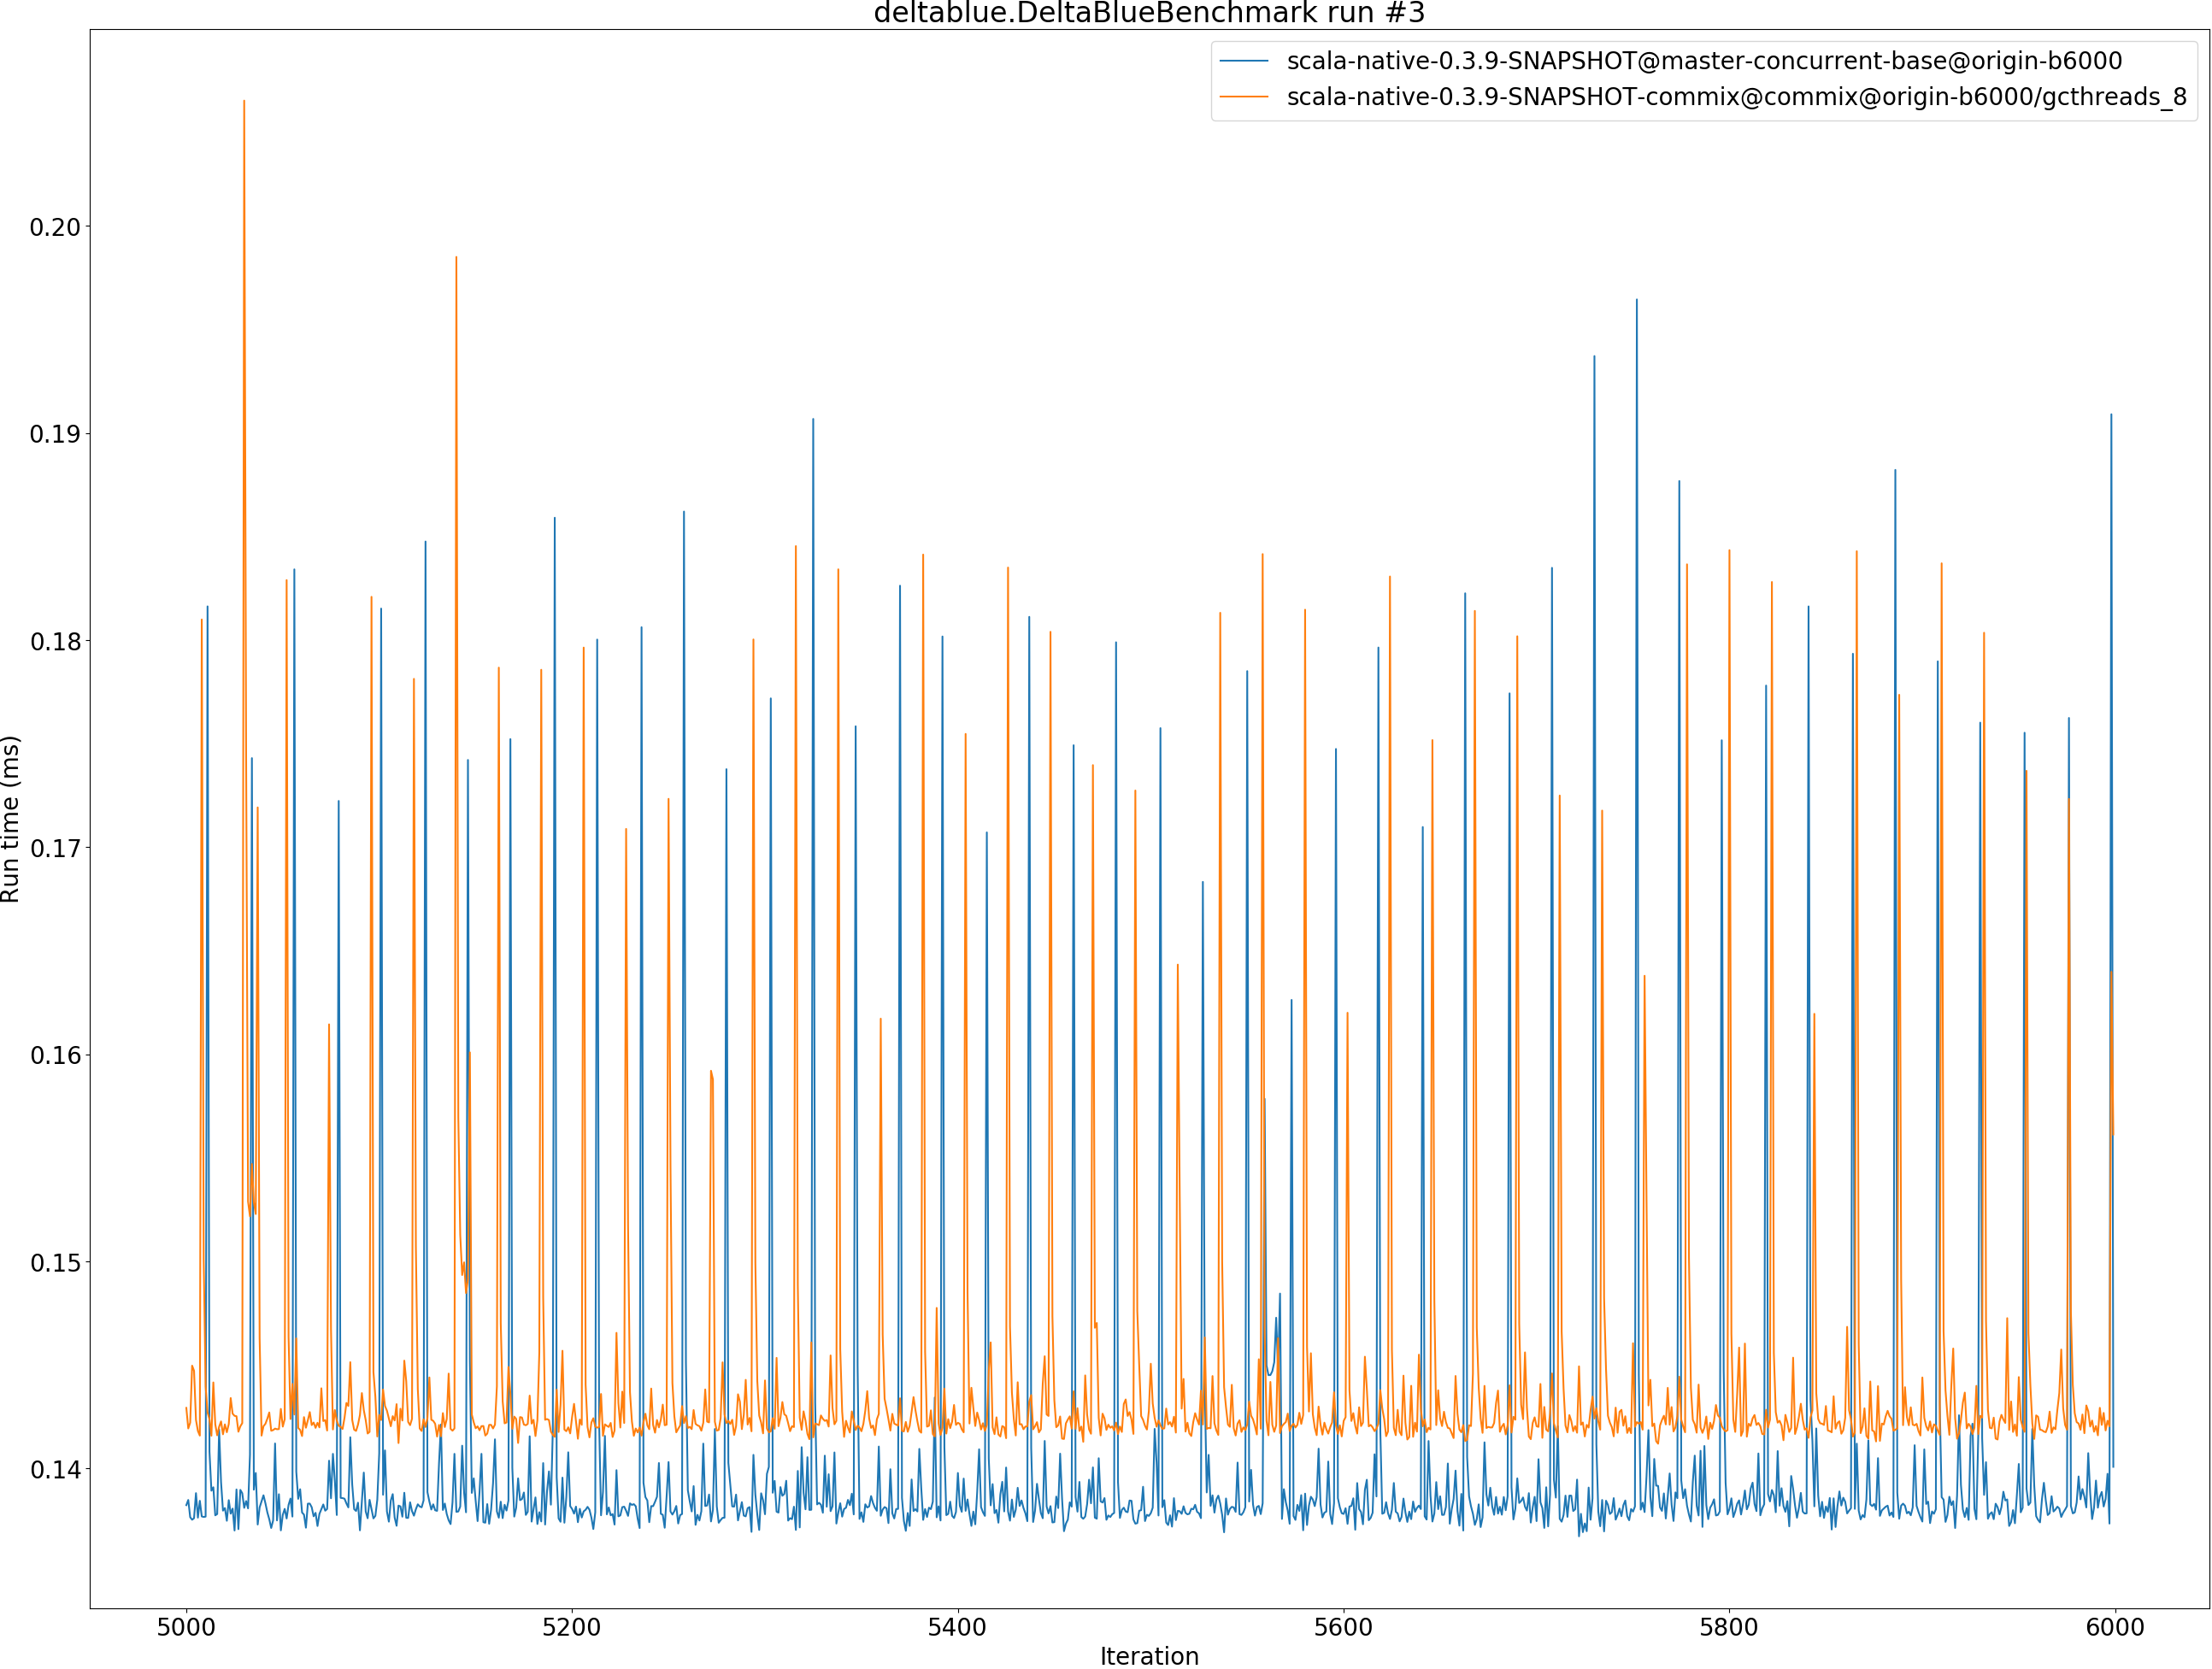 deltablue.DeltaBlueBenchmark run #3
scala-native-0.3.9-SNAPSHOT@master-concurrent-base@origin-b6000
scala-native-0.3.9-SNAPSHOT-commix@commix@origin-b6000/gcthreads_8
Run time (ms)
0.20
0.19
0.18
0.17
0.16
0.15
0.14
5000
5200
5400
5600
5800
6000
Iteration